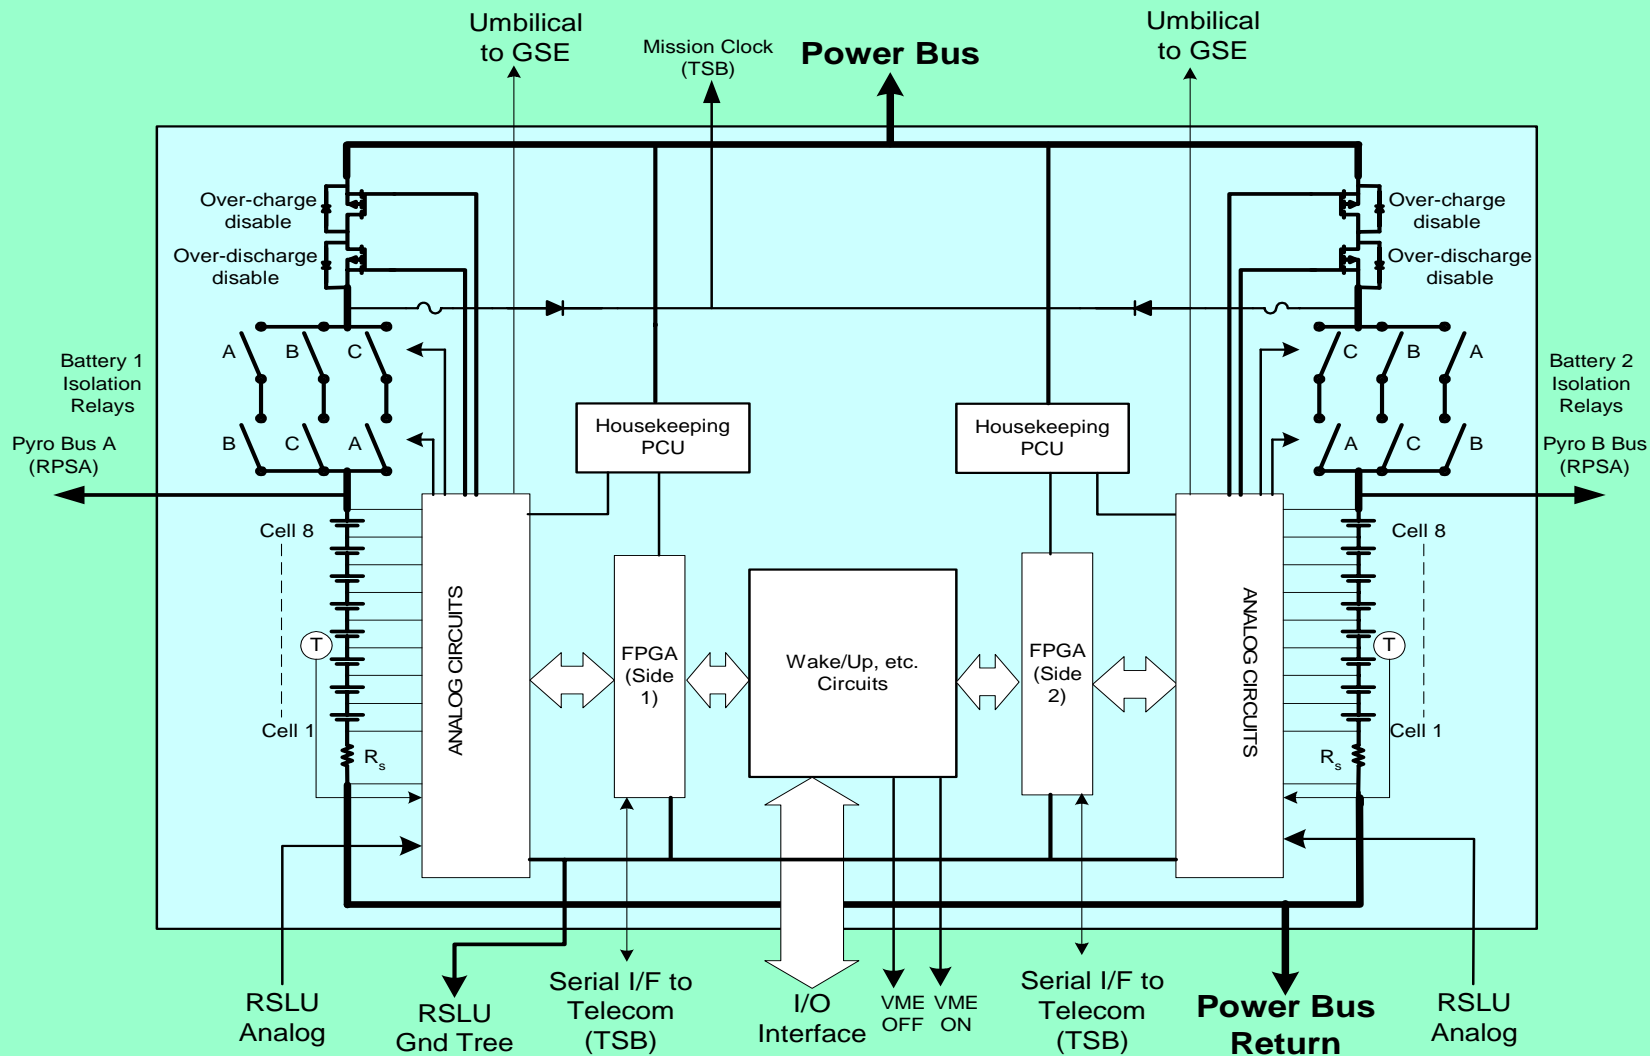 Umbilical
to GSE
Mission Clock
(TSB)
Power Bus
Umbilical
to GSE
Over-charge
disable
Over-discharge
disable
Over-charge
disable
Over-discharge
disable
A
B
C
C
B
A
Battery 1
Isolation
Relays
Battery 2
Isolation
Relays
B
C
A
A
C
B
Pyro Bus A
(RPSA)
Pyro B Bus
(RPSA)
Housekeeping
PCU
Housekeeping
PCU
Cell 8
Cell 8
T
T
Cell 1
Cell 1
Rs
Rs
ANALOG CIRCUITS
FPGA
(Side
1)
Wake/Up, etc.
Circuits
FPGA
(Side
2)
ANALOG CIRCUITS
RSLU
Analog
RSLU
Gnd Tree
Serial I/F to
Telecom
(TSB)
I/O
Interface
VME
OFF
VME
ON
Serial I/F to
Telecom
(TSB)
Power Bus
Return
RSLU
Analog